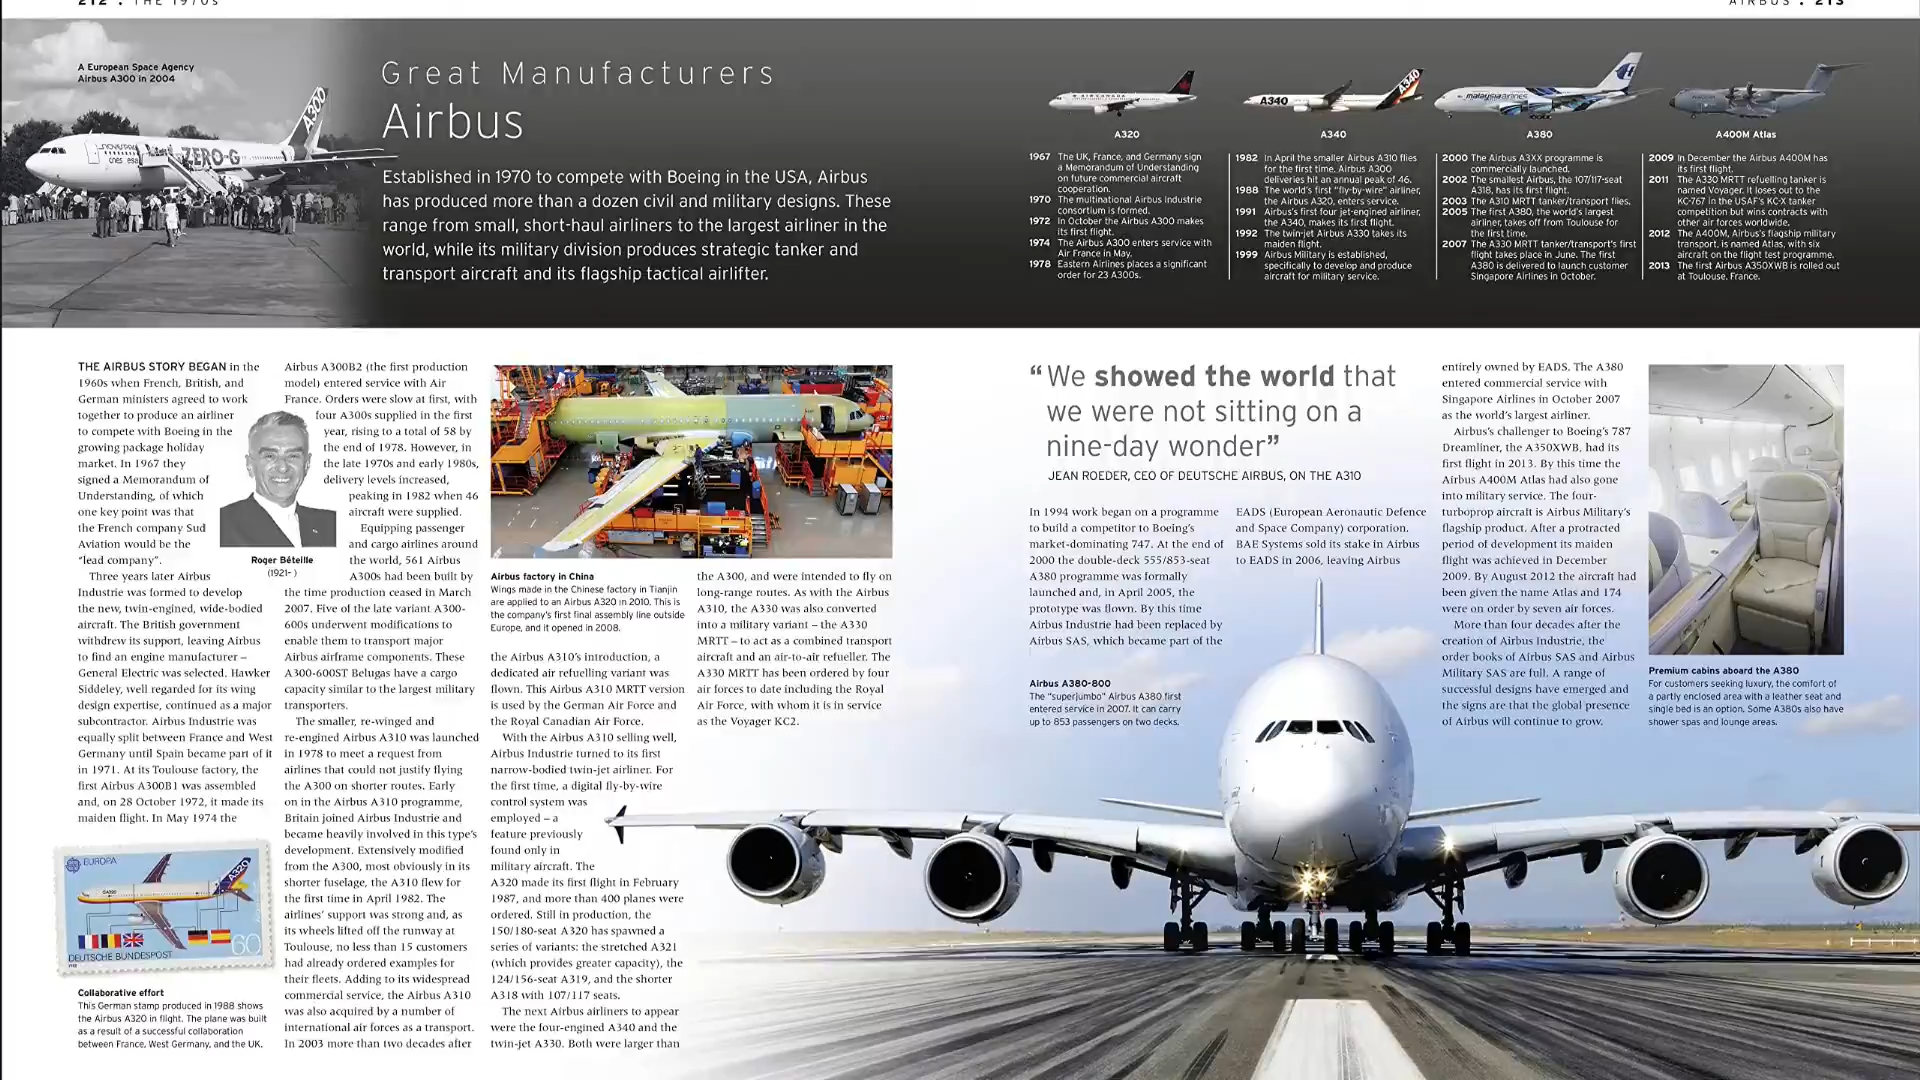 212 . THE 1970s
AIRBUS . 213
A European Space Agency
Airbus A300 in 2004
A300
ZERO-G
cnes esa
Great Manufacturers
Airbus
Established in 1970 to compete with Boeing in the USA, Airbus
has produced more than a dozen civil and military designs. These
range from small, short-haul airliners to the largest airliner in the
world, while its military division produces strategic tanker and
transport aircraft and its flagship tactical airlifter.
AIR CANADA
A340
A340
malaysia airlines
A320
A340
A380
A400M Atlas
1967 The UK, France, and Germany sign
a Memorandum of Understanding
on future commercial aircraft
cooperation.
1970 The multinational Airbus Industrie
consortium is formed.
1972 In October the Airbus A300 makes
its first flight.
1974 The Airbus A300 enters service with
Air France in May.
1978 Eastern Airlines places a significant
order for 23 A300s.
1982 In April the smaller Airbus A310 flies
for the first time. Airbus A300
deliveries hit an annual peak of 46.
1988 The world's first "fly-by-wire" airliner,
the Airbus A320, enters service.
1991 Airbus's first four jet-engined airliner,
the A340, makes its first flight.
1992 The twin-jet Airbus A330 takes its
maiden flight.
1999 Airbus Military is established,
specifically to develop and produce
aircraft for military service.
2000 The Airbus A3XX programme is
commercially launched.
2002 The smallest Airbus, the 107/117-seat
A318, has its first flight.
2003 The A310 MRTT tanker/transport flies.
2005 The first A380, the world's largest
airliner, takes off from Toulouse for
the first time.
2007 The A330 MRTT tanker/transport's first
flight takes place in June. The first
A380 is delivered to launch customer
Singapore Airlines in October.
2009 In December the Airbus A400M has
its first flight.
2011 The A330 MRTT refuelling tanker is
named Voyager. It loses out to the
KC-767 in the USAF's KC-X tanker
competition but wins contracts with
other air forces worldwide.
2012 The A400M, Airbus's flagship military
transport, is named Atlas, with six
aircraft on the flight test programme.
2013 The first Airbus A350XWB is rolled out
at Toulouse, France.
THE AIRBUS STORY BEGAN in the
1960s when French, British, and
German ministers agreed to work
together to produce an airliner
to compete with Boeing in the
growing package holiday
market. In 1967 they
signed a Memorandum of
Understanding, of which
one key point was that
the French company Sud
Aviation would be the
"lead company".
Three years later Airbus
Industrie was formed to develop
the new, twin-engined, wide-bodied
aircraft. The British government
withdrew its support, leaving Airbus
to find an engine manufacturer –
General Electric was selected. Hawker
Siddeley, well regarded for its wing
design expertise, continued as a major
subcontractor. Airbus Industrie was
equally split between France and West
Germany until Spain became part of it
in 1971. At its Toulouse factory, the
first Airbus A300B1 was assembled
and, on 28 October 1972, it made its
maiden flight. In May 1974 the
EUROPA
A320
60
DEUTSCHE BUNDESPOST
Collaborative effort
This German stamp produced in 1988 shows
the Airbus A320 in flight. The plane was built
as a result of a successful collaboration
between France, West Germany, and the UK.
Roger Béteille
(1921– )
Airbus A300B2 (the first production
model) entered service with Air
France. Orders were slow at first, with
four A300s supplied in the first
year, rising to a total of 58 by
the end of 1978. However, in
the late 1970s and early 1980s,
delivery levels increased,
peaking in 1982 when 46
aircraft were supplied.
Equipping passenger
and cargo airlines around
the world, 561 Airbus
A300s had been built by
the time production ceased in March
2007. Five of the late variant A300-
600s underwent modifications to
enable them to transport major
Airbus airframe components. These
A300-600ST Belugas have a cargo
capacity similar to the largest military
transporters.
The smaller, re-winged and
re-engined Airbus A310 was launched
in 1978 to meet a request from
airlines that could not justify flying
the A300 on shorter routes. Early
on in the Airbus A310 programme,
Britain joined Airbus Industrie and
became heavily involved in this type's
development. Extensively modified
from the A300, most obviously in its
shorter fuselage, the A310 flew for
the first time in April 1982. The
airlines' support was strong and, as
its wheels lifted off the runway at
Toulouse, no less than 15 customers
had already ordered examples for
their fleets. Adding to its widespread
commercial service, the Airbus A310
was also acquired by a number of
international air forces as a transport.
In 2003 more than two decades after
Airbus factory in China
Wings made in the Chinese factory in Tianjin
are applied to an Airbus A320 in 2010. This is
the company's first final assembly line outside
Europe, and it opened in 2008.
the Airbus A310's introduction, a
dedicated air refuelling variant was
flown. This Airbus A310 MRTT version
is used by the German Air Force and
the Royal Canadian Air Force.
With the Airbus A310 selling well,
Airbus Industrie turned to its first
narrow-bodied twin-jet airliner. For
the first time, a digital fly-by-wire
control system was
employed – a
feature previously
found only in
military aircraft. The
A320 made its first flight in February
1987, and more than 400 planes were
ordered. Still in production, the
150/180-seat A320 has spawned a
series of variants: the stretched A321
(which provides greater capacity), the
124/156-seat A319, and the shorter
A318 with 107/117 seats.
The next Airbus airliners to appear
were the four-engined A340 and the
twin-jet A330. Both were larger than
the A300, and were intended to fly on
long-range routes. As with the Airbus
A310, the A330 was also converted
into a military variant – the A330
MRTT – to act as a combined transport
aircraft and an air-to-air refueller. The
A330 MRTT has been ordered by four
air forces to date including the Royal
Air Force, with whom it is in service
as the Voyager KC2.
"We showed the world that
we were not sitting on a
nine-day wonder"
JEAN ROEDER, CEO OF DEUTSCHE AIRBUS, ON THE A310
In 1994 work began on a programme
to build a competitor to Boeing's
market-dominating 747. At the end of
2000 the double-deck 555/853-seat
A380 programme was formally
launched and, in April 2005, the
prototype was flown. By this time
Airbus Industrie had been replaced by
Airbus SAS, which became part of the
Airbus A380-800
The "superjumbo" Airbus A380 first
entered service in 2007. It can carry
up to 853 passengers on two decks.
EADS (European Aeronautic Defence
and Space Company) corporation.
BAE Systems sold its stake in Airbus
to EADS in 2006, leaving Airbus
entirely owned by EADS. The A380
entered commercial service with
Singapore Airlines in October 2007
as the world's largest airliner.
Airbus's challenger to Boeing's 787
Dreamliner, the A350XWB, had its
first flight in 2013. By this time the
Airbus A400M Atlas had also gone
into military service. The four-
turboprop aircraft is Airbus Military's
flagship product. After a protracted
period of development its maiden
flight was achieved in December
2009. By August 2012 the aircraft had
been given the name Atlas and 174
were on order by seven air forces.
More than four decades after the
creation of Airbus Industrie, the
order books of Airbus SAS and Airbus
Military SAS are full. A range of
successful designs have emerged and
the signs are that the global presence
of Airbus will continue to grow.
Premium cabins aboard the A380
For customers seeking luxury, the comfort of
a partly enclosed area with a leather seat and
single bed is an option. Some A380s also have
shower spas and lounge areas.